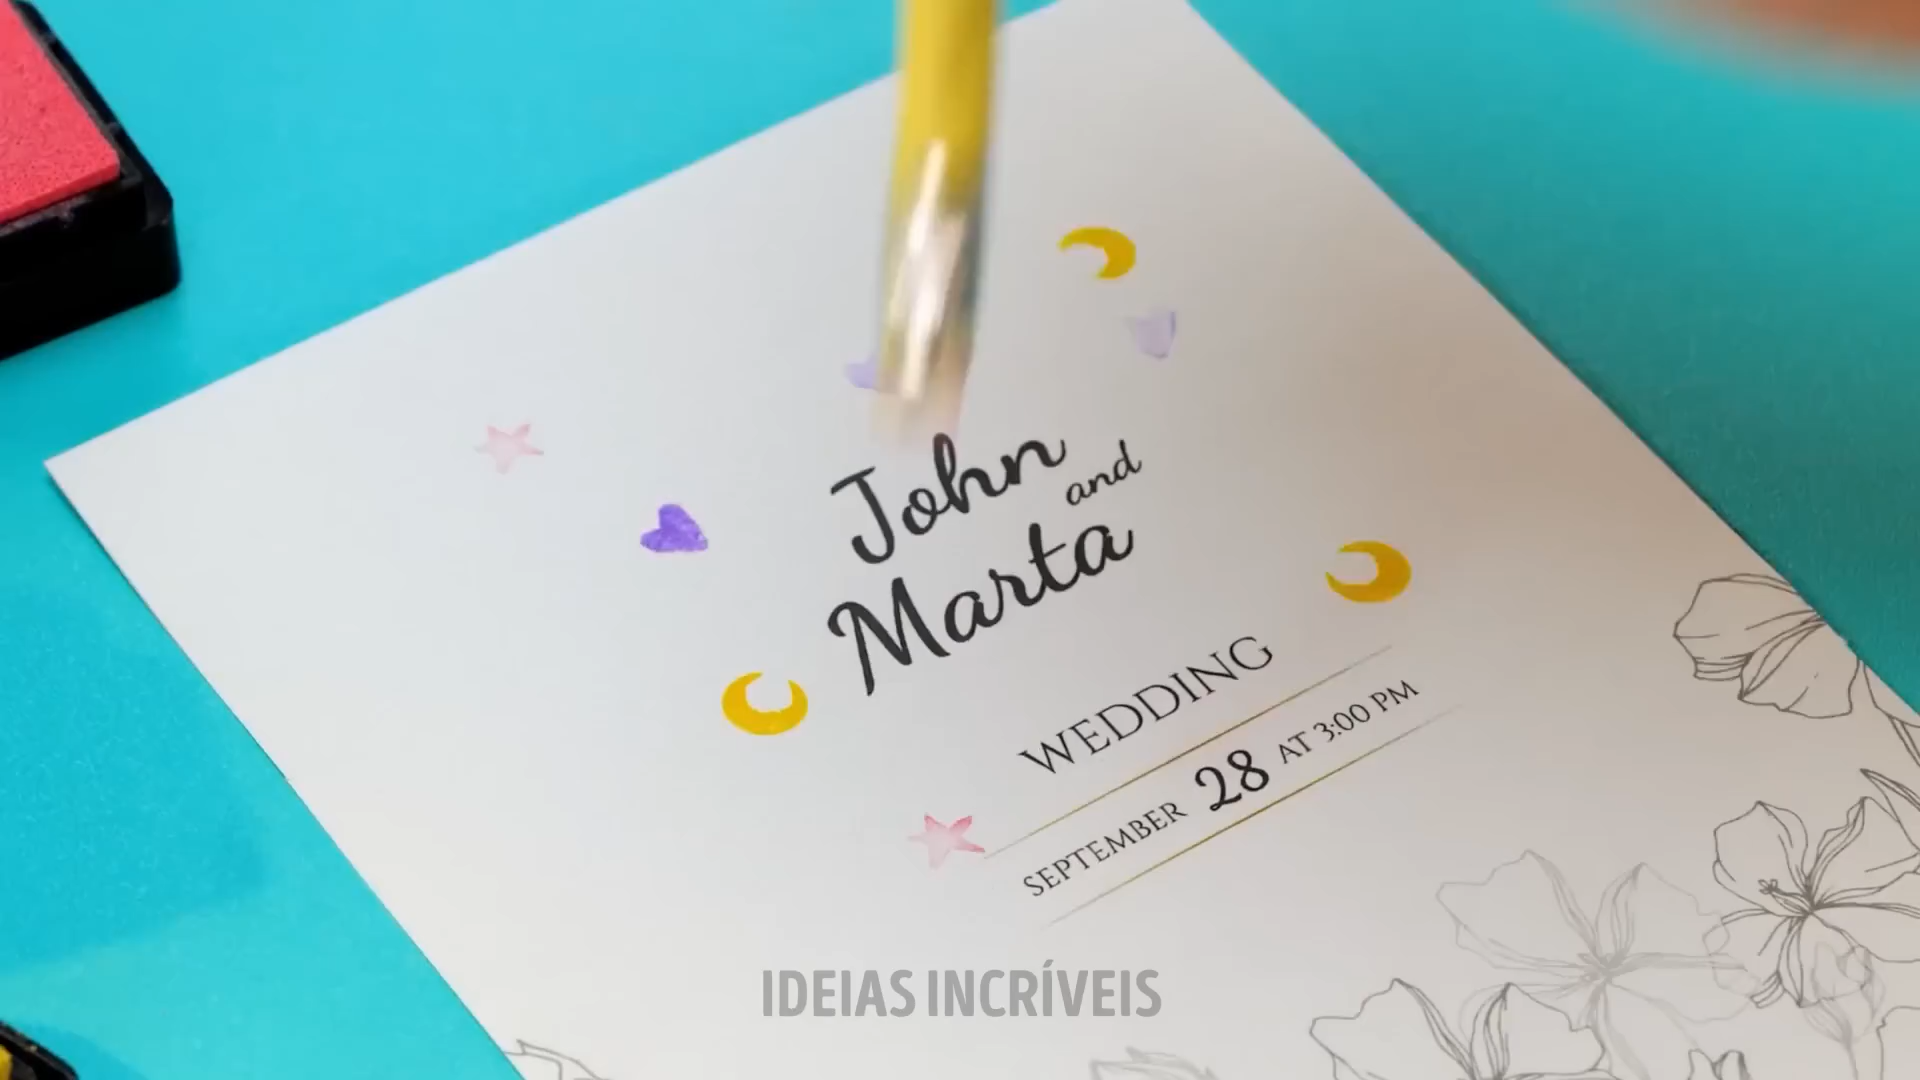 John
and
Marta
WEDDING
SEPTEMBER 28 AT 3:00 PM
IDEIAS INCRÍVEIS